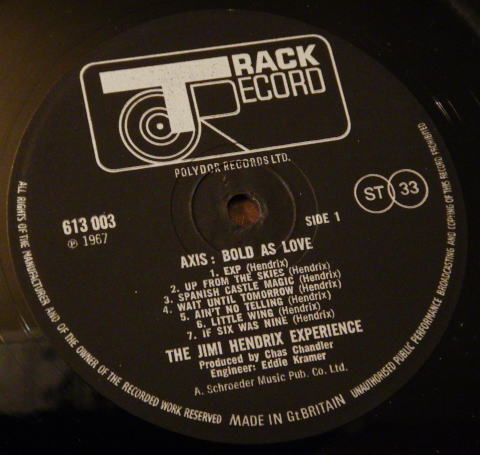 TRACK
RECORD
POLYDOR RECORDS LTD.
613 003
℗ 1967
SIDE 1
ST 33
AXIS : BOLD AS LOVE
1. EXP (Hendrix)
2. UP FROM THE SKIES (Hendrix)
3. SPANISH CASTLE MAGIC (Hendrix)
4. WAIT UNTIL TOMORROW (Hendrix)
5. AIN'T NO TELLING (Hendrix)
6. LITTLE WING (Hendrix)
7. IF SIX WAS NINE (Hendrix)
THE JIMI HENDRIX EXPERIENCE
Produced by Chas Chandler
Engineer: Eddie Kramer
A. Schroeder Music Pub. Co. Ltd.
ALL RIGHTS OF THE MANUFACTURER AND OF THE OWNER OF THE RECORDED WORK RESERVED
MADE IN Gt BRITAIN
UNAUTHORISED PUBLIC PERFORMANCE BROADCASTING AND COPYING OF THIS RECORD PROHIBITED